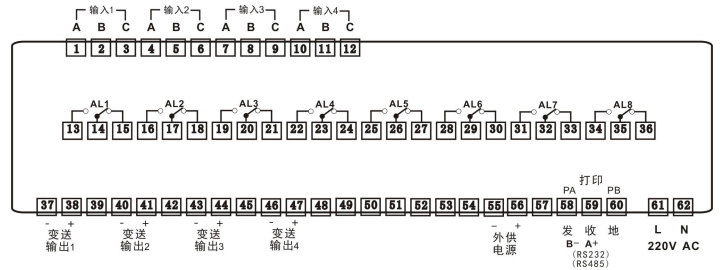 输入1 输入2 输入3 输入4
A B C A B C A B C A B C
1 2 3 4 5 6 7 8 9 10 11 12
AL1 AL2 AL3 AL4 AL5 AL6 AL7 AL8
13 14 15 16 17 18 19 20 21 22 23 24 25 26 27 28 29 30 31 32 33 34 35 36
打印
PA PB
37 38 39 40 41 42 43 44 45 46 47 48 49 50 51 52 53 54 55 56 57 58 59 60 61 62
- + - + - + - + - +
变送 变送 变送 变送 外供 发 收 地 L N
输出1 输出2 输出3 输出4 电源 B- A+ 220V AC
(RS232)
(RS485)